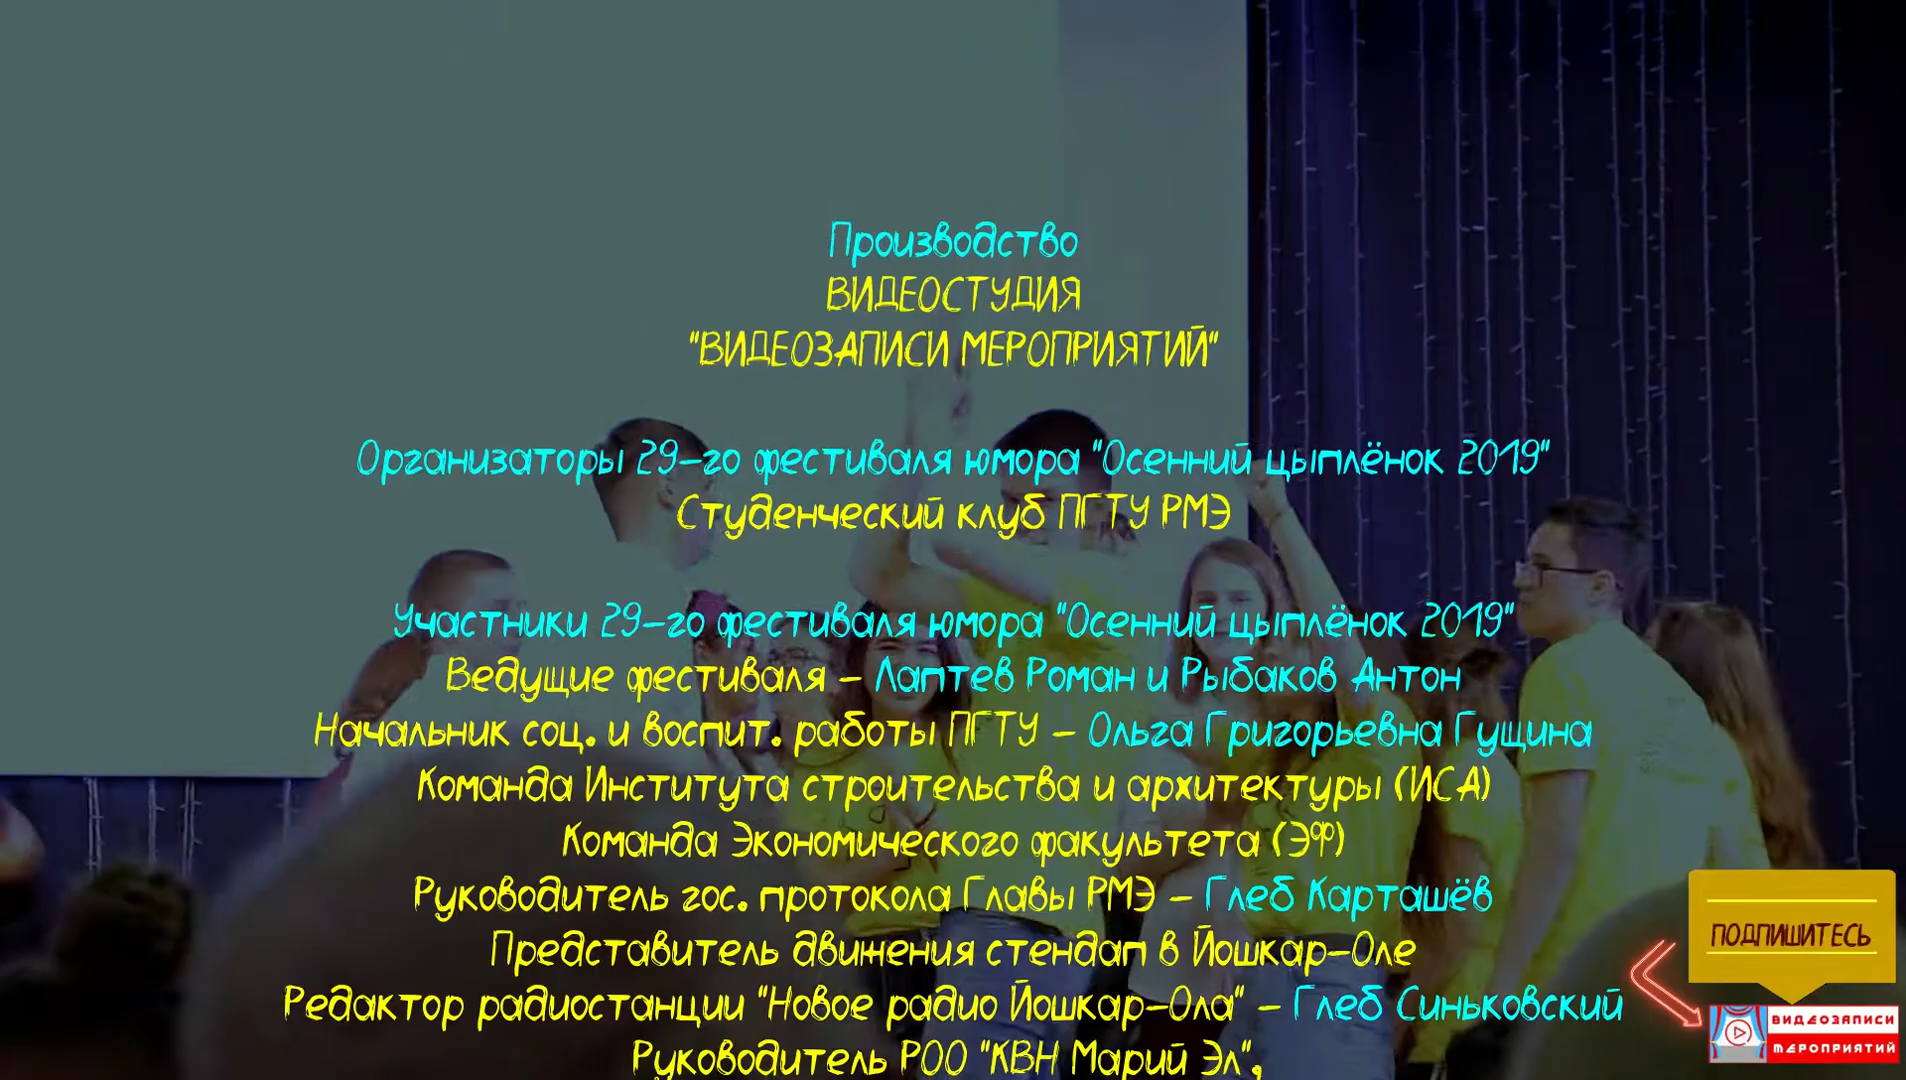 Производство
ВИДЕОСТУДИЯ
"ВИДЕОЗАПИСИ МЕРОПРИЯТИЙ"
Организаторы 29-го фестиваля юмора "Осенний цыплёнок 2019"
Студенческий клуб ПГТУ РМЭ
Участники 29-го фестиваля юмора "Осенний цыплёнок 2019"
Ведущие фестиваля - Лаптев Роман и Рыбаков Антон
Начальник соц. и воспит. работы ПГТУ - Ольга Григорьевна Гущина
Команда Института строительства и архитектуры (ИСА)
Команда Экономического факультета (ЭФ)
Руководитель гос. протокола Главы РМЭ - Глеб Карташёв
Представитель движения стендап в Йошкар-Оле
Редактор радиостанции "Новое радио Йошкар-Ола" - Глеб Синьковский
Руководитель РОО "КВН Марий Эл",
ПОДПИШИТЕСЬ
ВИДЕОЗАПИСИ
МЕРОПРИЯТИЙ